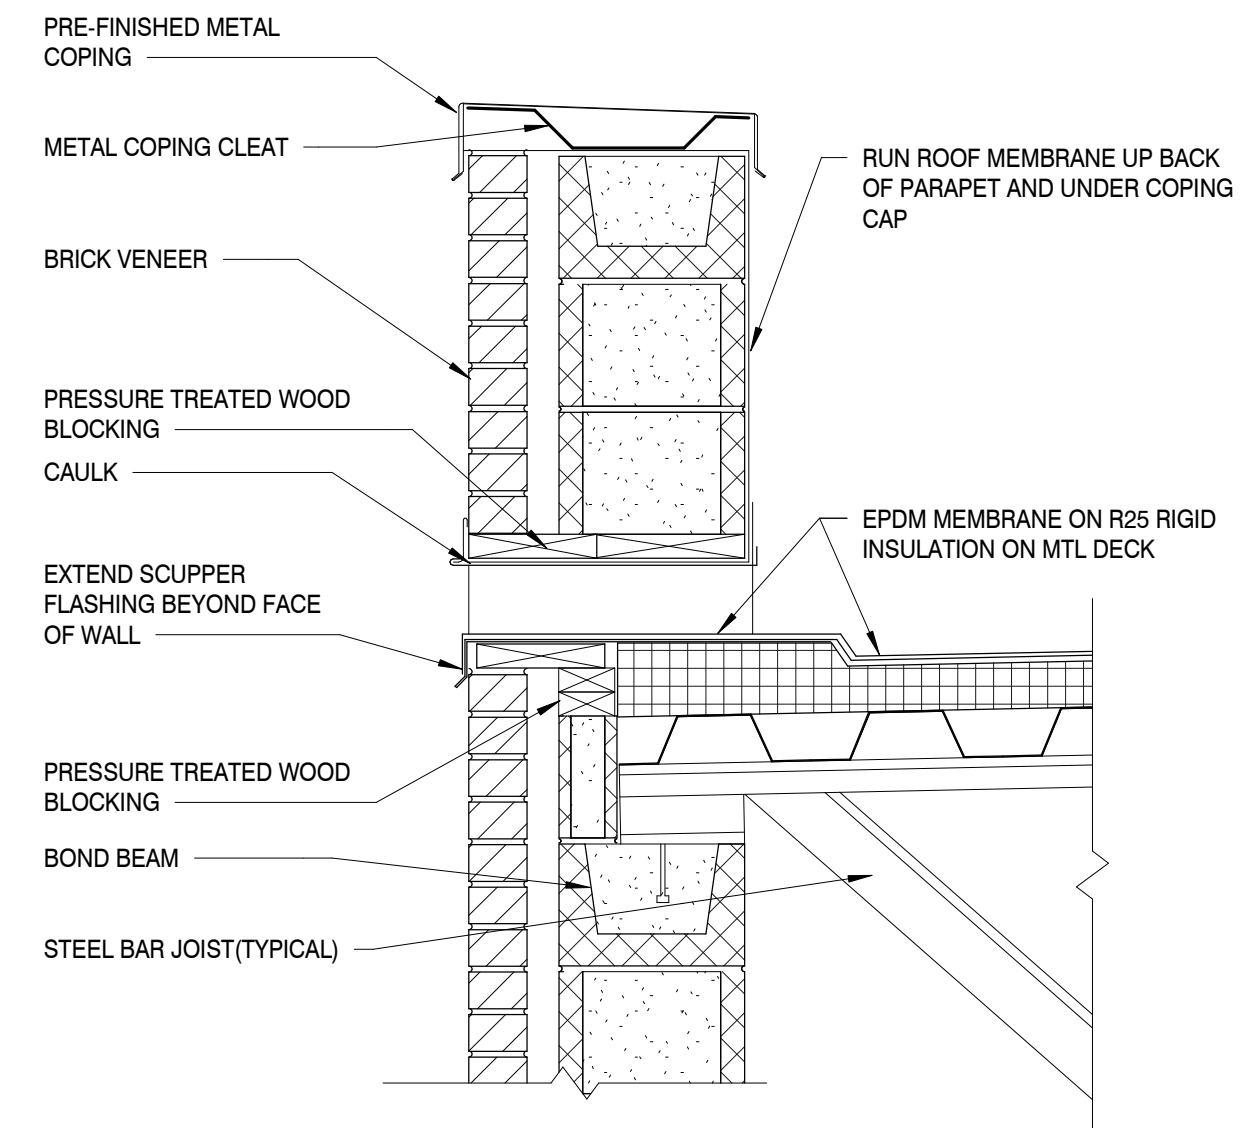 PRE-FINISHED METAL
COPING
METAL COPING CLEAT
BRICK VENEER
PRESSURE TREATED WOOD
BLOCKING
CAULK
EXTEND SCUPPER
FLASHING BEYOND FACE
OF WALL
PRESSURE TREATED WOOD
BLOCKING
BOND BEAM
STEEL BAR JOIST(TYPICAL)
RUN ROOF MEMBRANE UP BACK
OF PARAPET AND UNDER COPING
CAP
EPDM MEMBRANE ON R25 RIGID
INSULATION ON MTL DECK